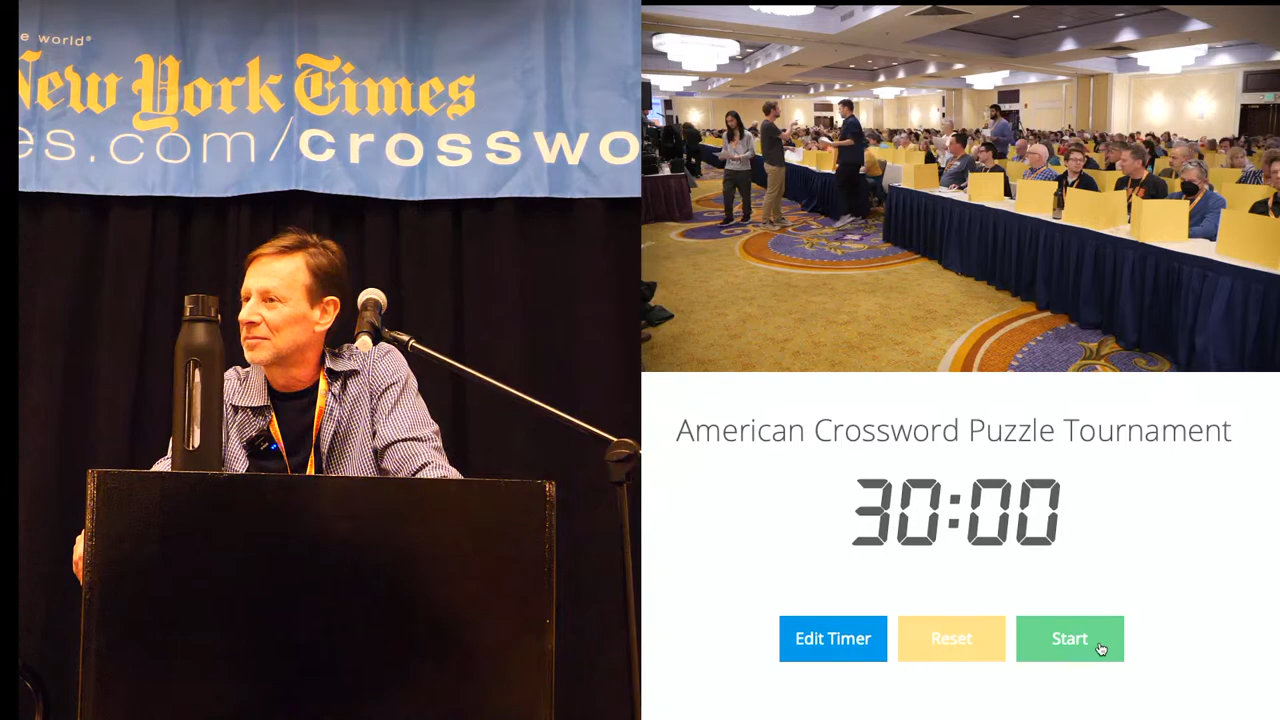 e world®
New York Times
es.com/crosswo
American Crossword Puzzle Tournament
30:00
Edit Timer
Reset
Start